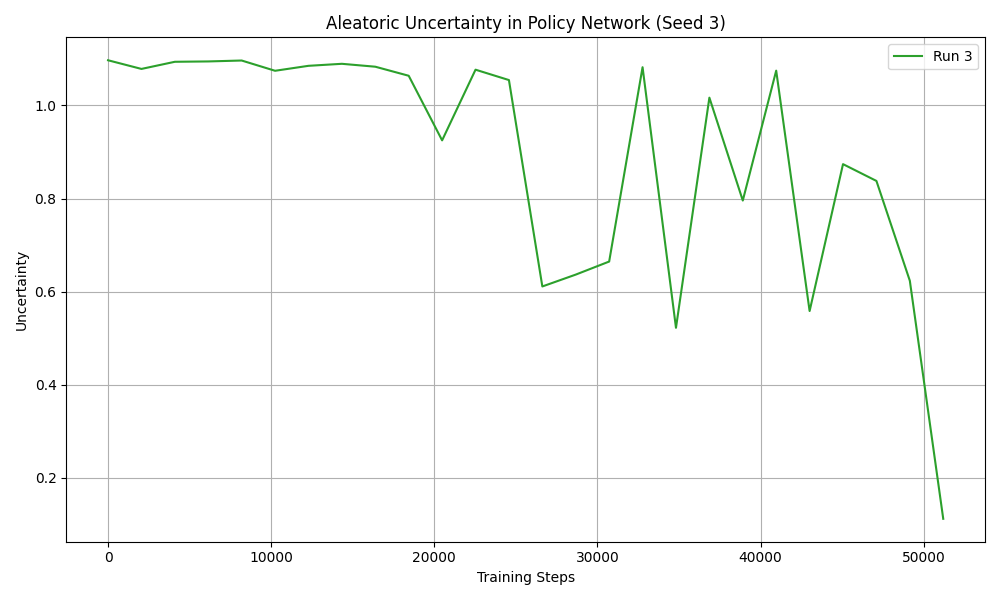 Aleatoric Uncertainty in Policy Network (Seed 3)
Run 3
Uncertainty
1.0
0.8
0.6
0.4
0.2
0 10000 20000 30000 40000 50000
Training Steps